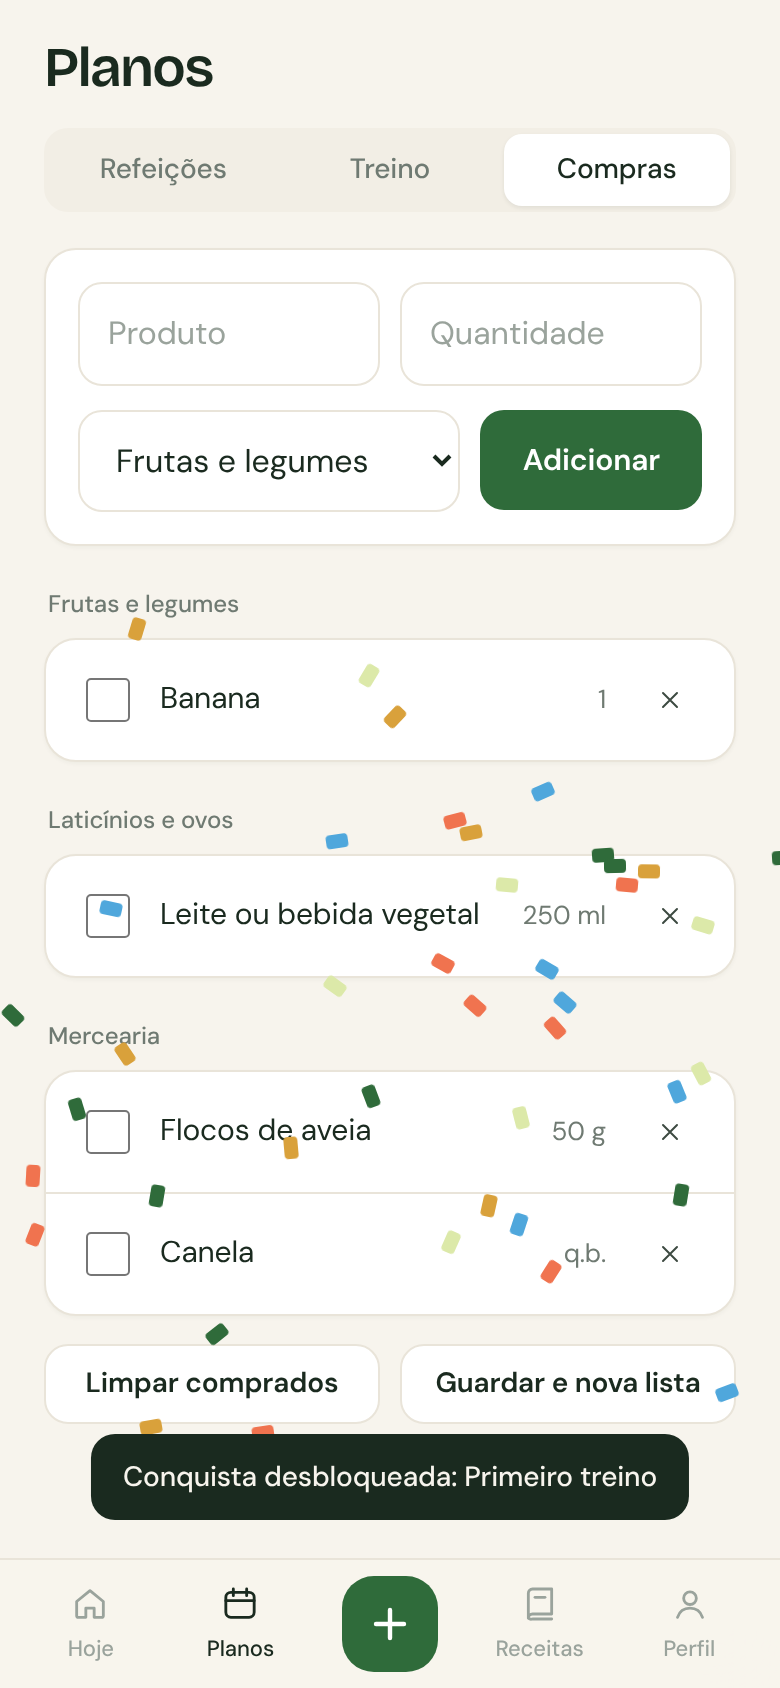 Planos
Refeições Treino Compras
Produto Quantidade
Frutas e legumes Adicionar
Frutas e legumes
Banana 1
Laticínios e ovos
Leite ou bebida vegetal 250 ml
Mercearia
Flocos de aveia 50 g
Canela q.b.
Limpar comprados Guardar e nova lista
Conquista desbloqueada: Primeiro treino
Hoje Planos Receitas Perfil